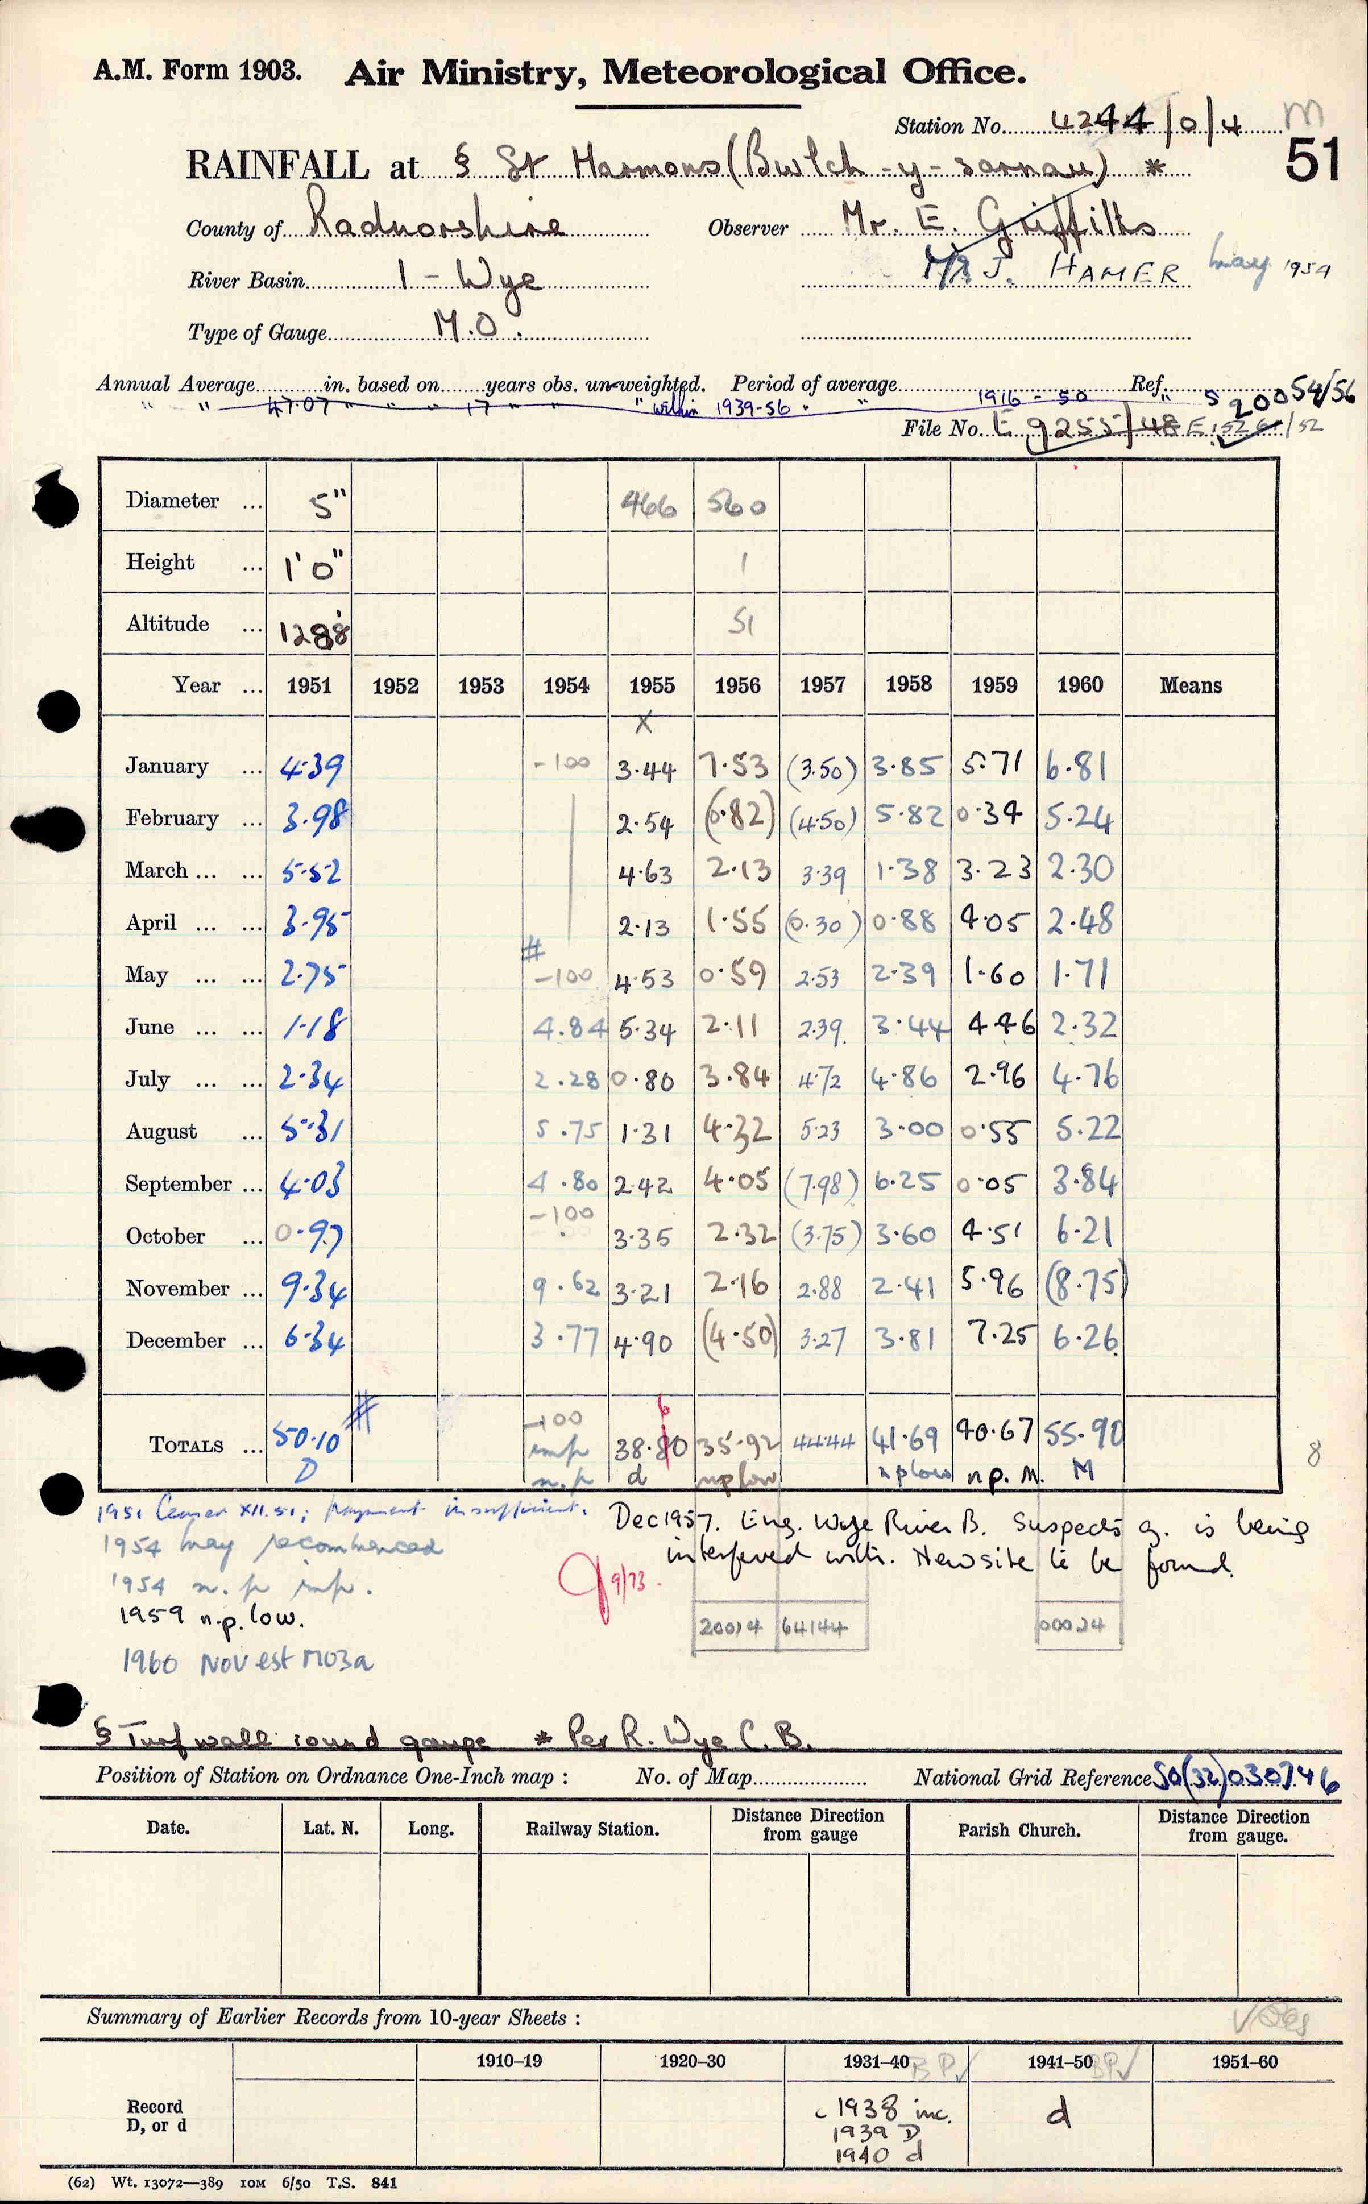 A.M. Form 1903. Air Ministry, Meteorological Office.
Station No. 4244/0/4 M
51
RAINFALL at § St Harmons (Bwlch-y-sarnau) *
County of Radnorshire Observer Mr. E. Griffiths
Mr J. HAMER May 1954
River Basin 1 - Wye
Type of Gauge M.O.
Annual Average in. based on years obs. un-weighted. Period of average Ref.
" " 47.07 " " " 17 " " " within 1939-56 . " 1916-50 " S 20054/56
File No. E 9255/48 E 15261/52
Diameter ... 5" 466 560
Height ... 1'0" 1
Altitude ... 1288' 51
Year ... 1951 1952 1953 1954 1955 1956 1957 1958 1959 1960 Means
X
January ... 4.39 -100 3.44 7.53 (3.50) 3.85 5.71 6.81
February ... 3.98 2.54 (0.82) (4.50) 5.82 0.34 5.24
March ... ... 5.52 4.63 2.13 3.39 1.38 3.23 2.30
April ... ... 3.95 2.13 1.55 (0.30) 0.88 4.05 2.48
May ... ... 2.75 # -100 4.53 0.59 2.53 2.39 1.60 1.71
June ... ... 1.18 4.84 5.34 2.11 2.39 3.44 4.46 2.32
July ... ... 2.34 2.28 0.80 3.84 4.72 4.86 2.96 4.76
August ... 5.31 5.75 1.31 4.32 5.23 3.00 0.55 5.22
September ... 4.03 4.80 2.42 4.05 (7.98) 6.25 0.05 3.84
October ... 0.97 -100 3.35 2.32 (3.75) 3.60 4.51 6.21
November ... 9.34 9.62 3.21 2.16 2.88 2.41 5.96 (8.75)
December ... 6.34 3.77 4.90 (4.50) 3.27 3.81 7.25 6.26
TOTALS ... 50.10 # -100 38.80 6 35.92 44.44 41.69 40.67 55.90
D imp n.p d np low n p low n p. M. M
8
1951 Ceased XII.51; payment insufficient.
1954 May recommenced
1954 n.p imp.
1959 n.p. low.
1960 Nov est M03a
Dec 1957. Eng. Wye River B. suspects g. is being
interfered with. New site to be found.
9/73.
20014 64144 00024
§ Turf wall round gauge * Per R. Wye C.B.
Position of Station on Ordnance One-Inch map : No. of Map National Grid Reference SO(32)030746
Date. Lat. N. Long. Railway Station. Distance Direction from gauge Parish Church. Distance Direction from gauge.
Summary of Earlier Records from 10-year Sheets :
1910–19 1920–30 1931–40 BP✓ 1941–50 BP✓ 1951–60
Record
D, or d
1938 inc.
1939 D
1940 d
d
(62) Wt. 13072—389 10M 6/50 T.S. 841